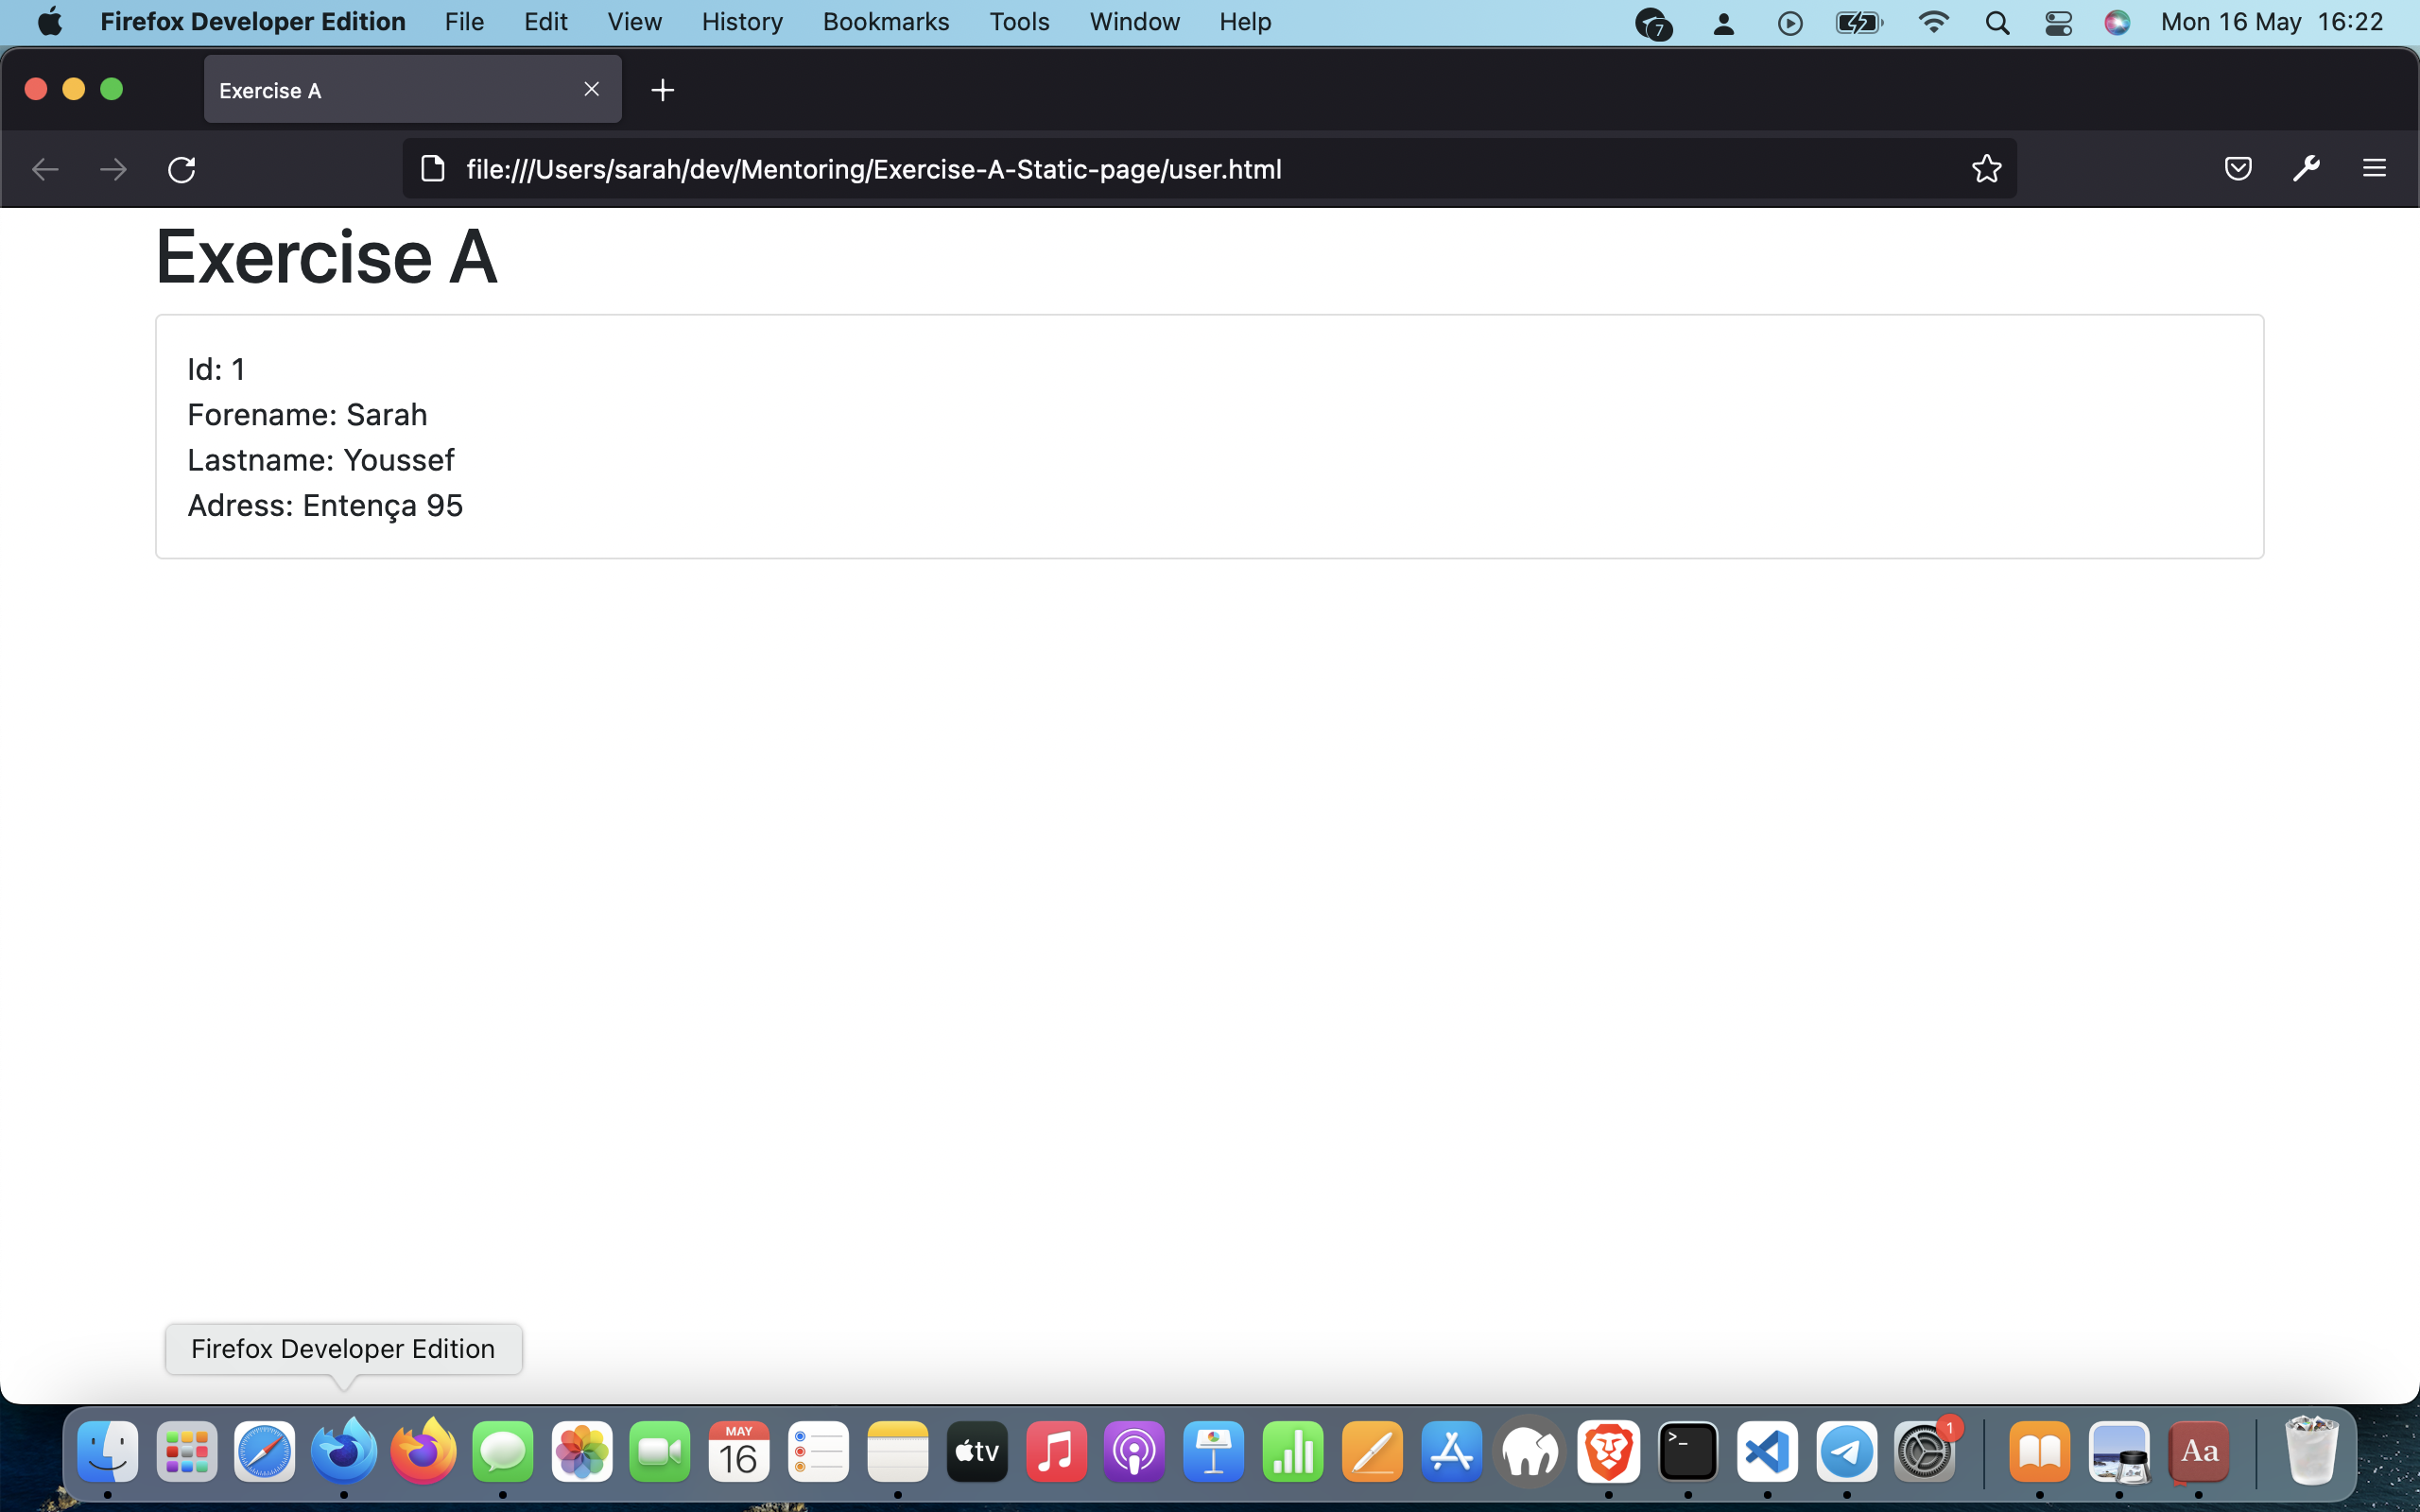 Firefox Developer Edition File Edit View History Bookmarks Tools Window Help 7 Mon 16 May 16:22
Exercise A
file:///Users/sarah/dev/Mentoring/Exercise-A-Static-page/user.html
Exercise A
Id: 1
Forename: Sarah
Lastname: Youssef
Adress: Entença 95
Firefox Developer Edition
MAY
16
tv
>_
1
Aa